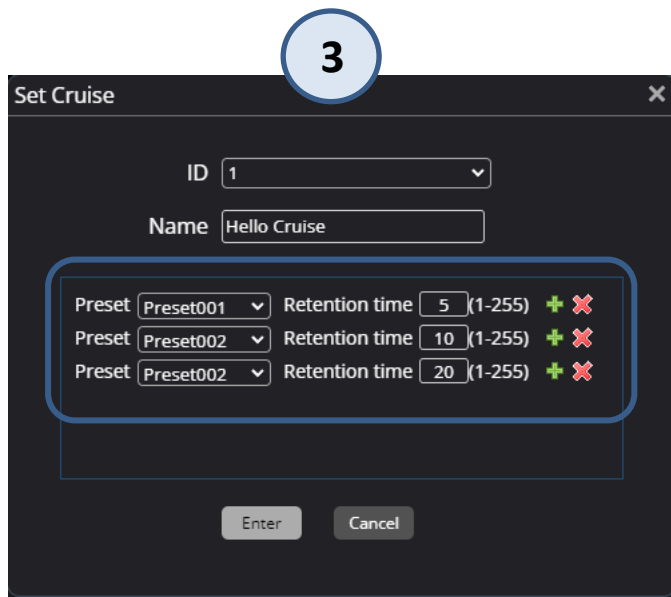 3
Set Cruise
ID 1
Name Hello Cruise
Preset Preset001 Retention time 5 (1-255)
Preset Preset002 Retention time 10 (1-255)
Preset Preset002 Retention time 20 (1-255)
Enter Cancel